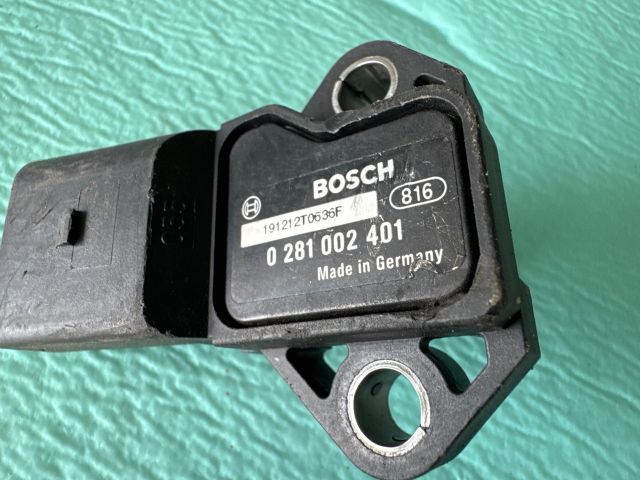 BOSCH
816
191212T0636F
0 281 002 401
Made in Germany